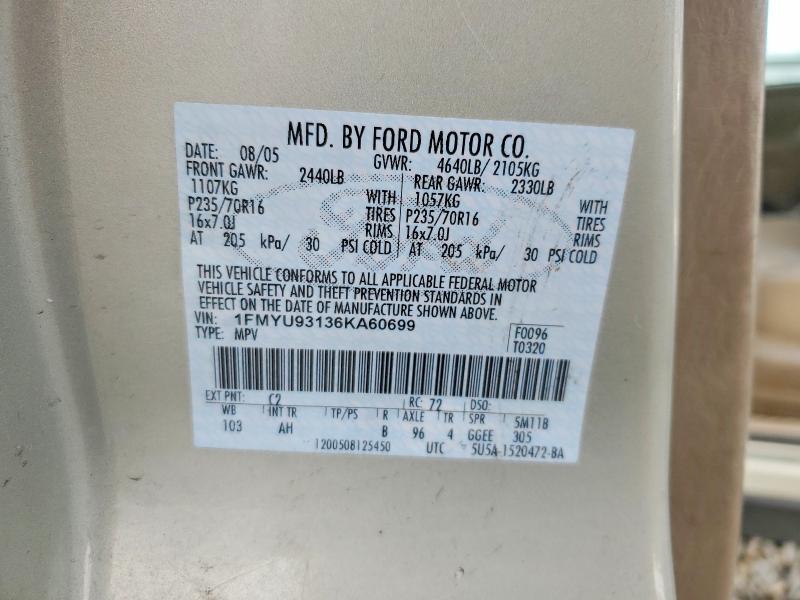 MFD. BY FORD MOTOR CO.
DATE: 08/05 GVWR: 4640LB/ 2105KG
FRONT GAWR: 2440LB REAR GAWR: 2330LB
1107KG WITH 1057KG WITH
P235/70R16 TIRES P235/70R16 TIRES
16x7.0J RIMS 16x7.0J RIMS
AT 205 kPa/ 30 PSI COLD AT 205 kPa/ 30 PSI COLD
THIS VEHICLE CONFORMS TO ALL APPLICABLE FEDERAL MOTOR
VEHICLE SAFETY AND THEFT PREVENTION STANDARDS IN
EFFECT ON THE DATE OF MANUFACTURE SHOWN ABOVE.
VIN: 1FMYU93136KA60699 F0096
TYPE: MPV T0320
EXT PNT: C2 RC: 72 DSO:
WB INT TR TP/PS R AXLE TR SPR 5M11B
103 AH B 96 4 GGEE 305
1200508125450 UTC 5U5A-1520472-BA